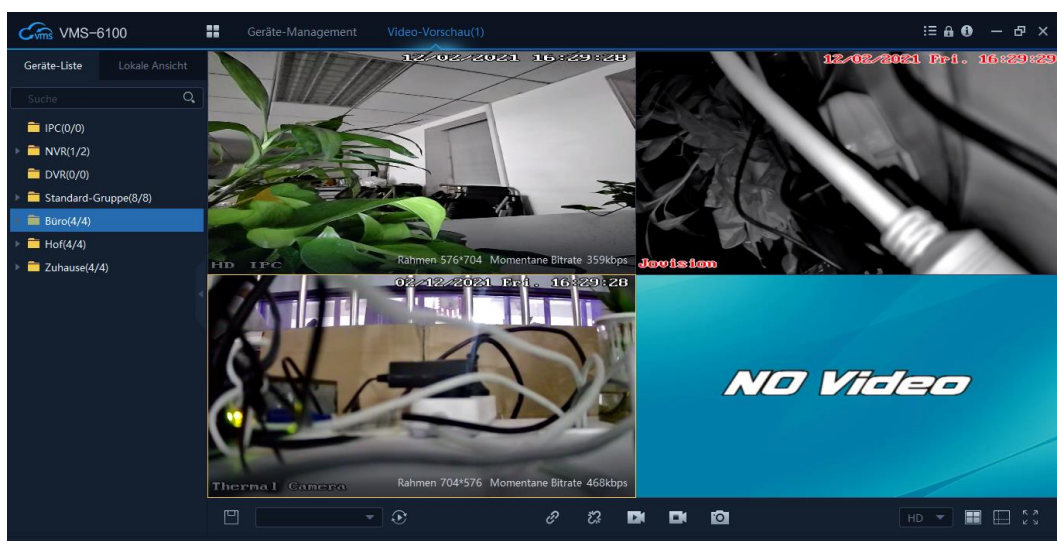 Cvms VMS-6100
Geräte-Management
Video-Vorschau(1)
Geräte-Liste
Lokale Ansicht
Suche
IPC(0/0)
NVR(1/2)
DVR(0/0)
Standard-Gruppe(8/8)
Büro(4/4)
Hof(4/4)
Zuhause(4/4)
12/02/2021 16:29:28
HD IPC
Rahmen 576*704 Momentane Bitrate 359kbps
12/02/2021 Fri. 16:29:29
Jovision
02/12/2021 Fri. 16:29:28
Thermal Camera
Rahmen 704*576 Momentane Bitrate 468kbps
NO Video
HD